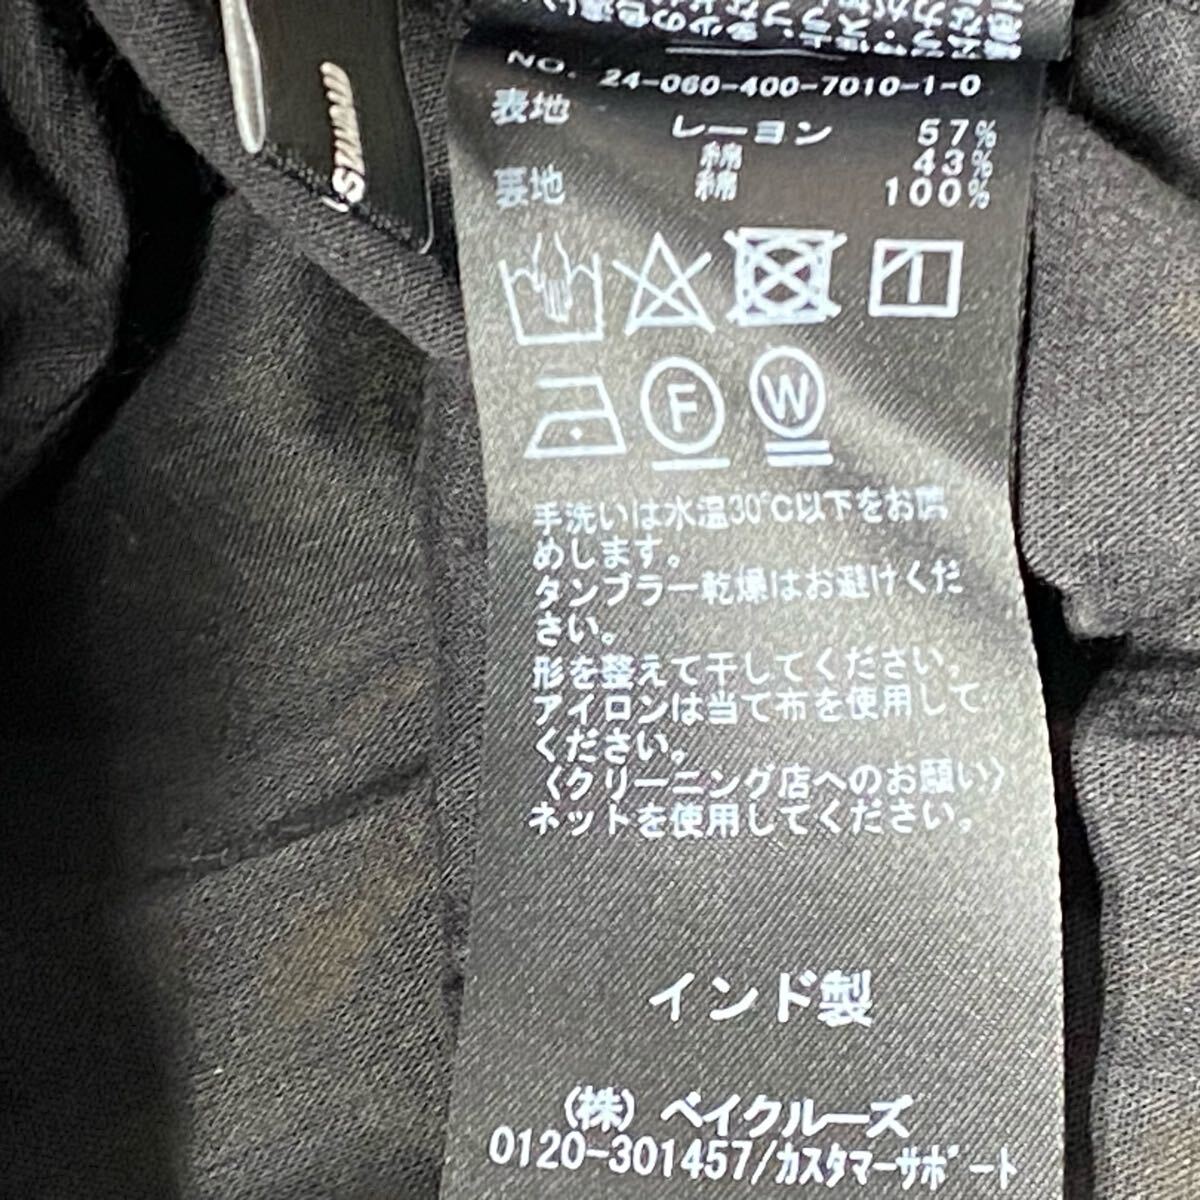 NO. 24-060-400-7010-1-0
表地 レーヨン 57%
綿 43%
裏地 綿 100%
F W
手洗いは水温30℃以下をお薦
めします。
タンブラー乾燥はお避けくだ
さい。
形を整えて干してください。
アイロンは当て布を使用して
ください。
〈クリーニング店へのお願い〉
ネットを使用してください。
インド製
(株) ベイクルーズ
0120-301457/カスタマーサポート